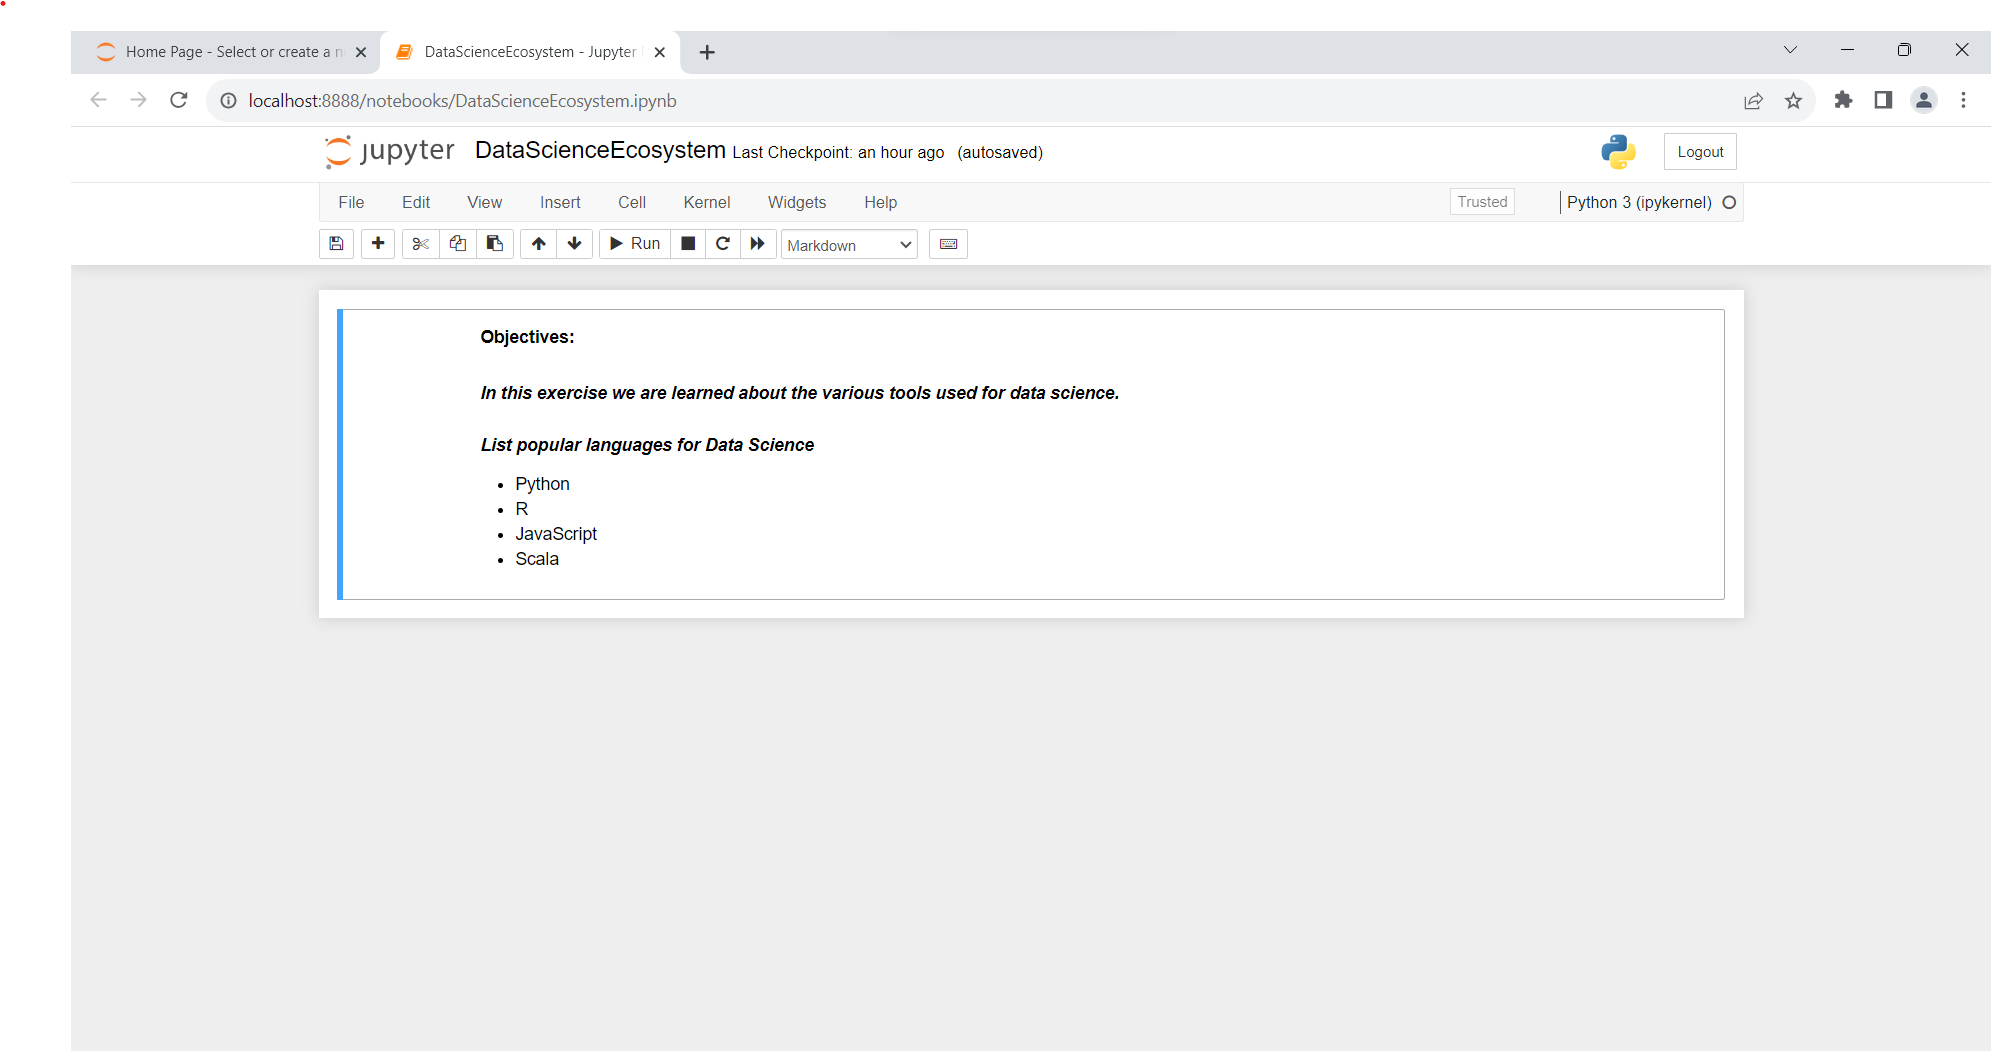 Home Page - Select or create a n
DataScienceEcosystem - Jupyter
localhost:8888/notebooks/DataScienceEcosystem.ipynb
jupyter DataScienceEcosystem Last Checkpoint: an hour ago (autosaved)
Logout
File Edit View Insert Cell Kernel Widgets Help
Trusted
Python 3 (ipykernel)
Run
Markdown
Objectives:
In this exercise we are learned about the various tools used for data science.
List popular languages for Data Science
• Python
• R
• JavaScript
• Scala